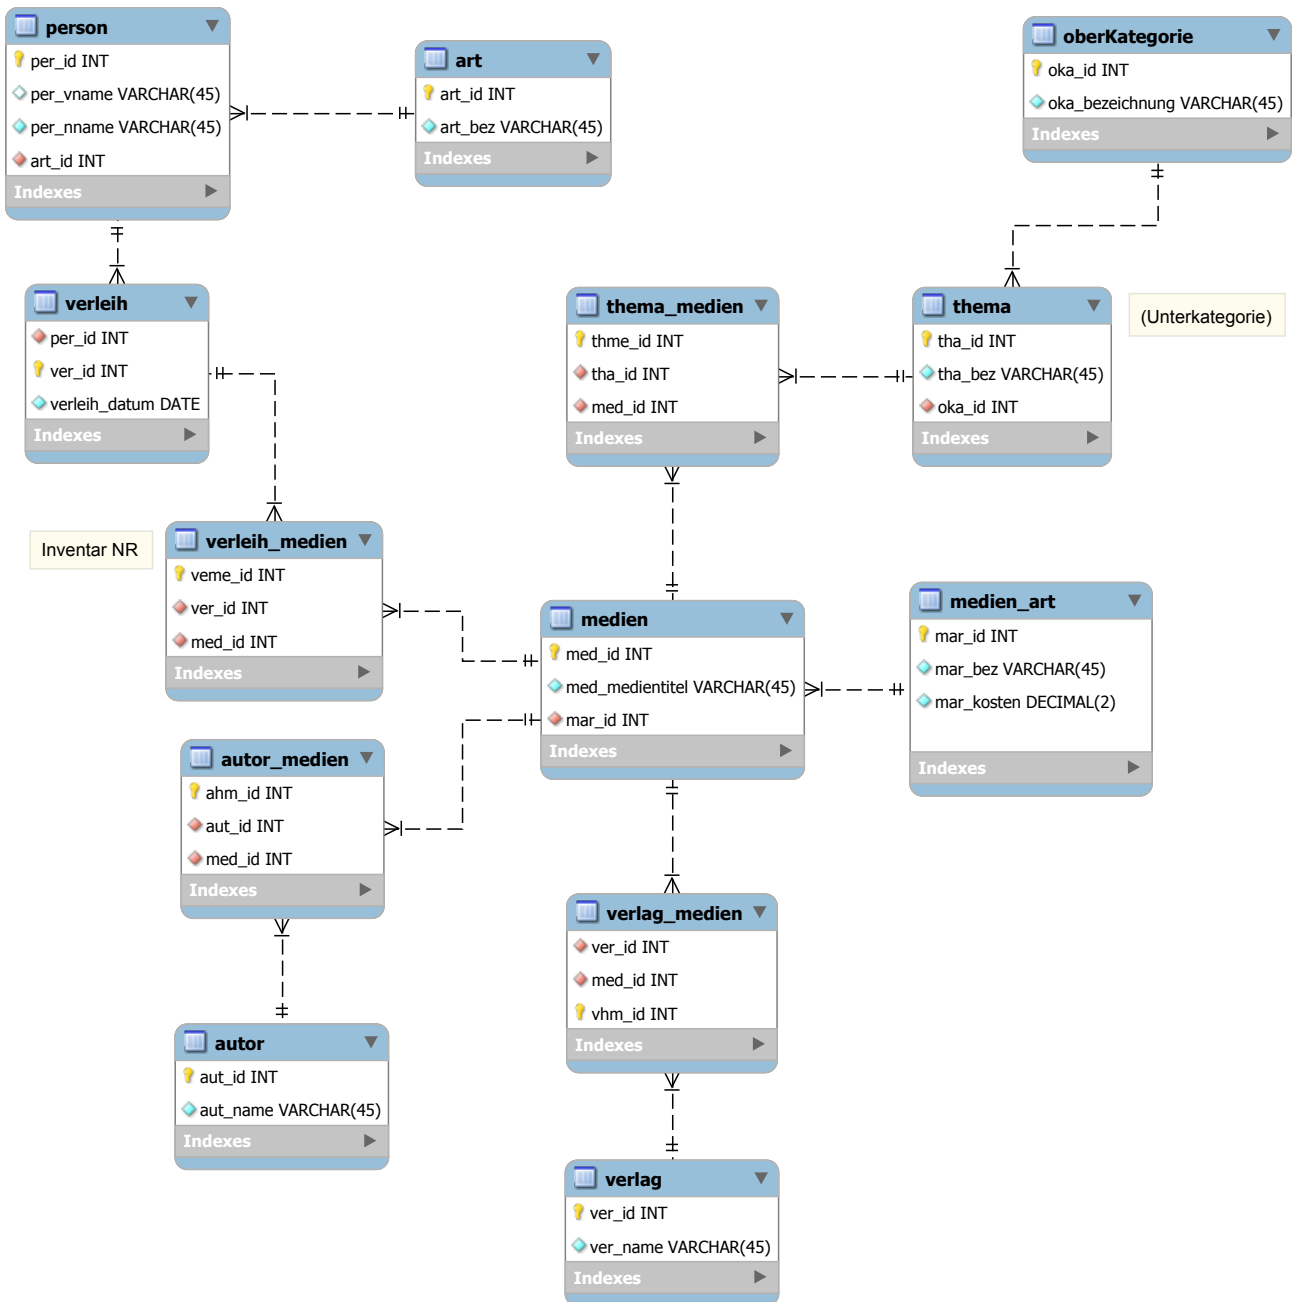 person
per_id INT
per_vname VARCHAR(45)
per_nname VARCHAR(45)
art_id INT
Indexes
art
art_id INT
art_bez VARCHAR(45)
Indexes
oberKategorie
oka_id INT
oka_bezeichnung VARCHAR(45)
Indexes
verleih
per_id INT
ver_id INT
verleih_datum DATE
Indexes
thema_medien
thme_id INT
tha_id INT
med_id INT
Indexes
thema
tha_id INT
tha_bez VARCHAR(45)
oka_id INT
Indexes
(Unterkategorie)
Inventar NR
verleih_medien
veme_id INT
ver_id INT
med_id INT
Indexes
medien
med_id INT
med_medientitel VARCHAR(45)
mar_id INT
Indexes
medien_art
mar_id INT
mar_bez VARCHAR(45)
mar_kosten DECIMAL(2)
Indexes
autor_medien
ahm_id INT
aut_id INT
med_id INT
Indexes
verlag_medien
ver_id INT
med_id INT
vhm_id INT
Indexes
autor
aut_id INT
aut_name VARCHAR(45)
Indexes
verlag
ver_id INT
ver_name VARCHAR(45)
Indexes